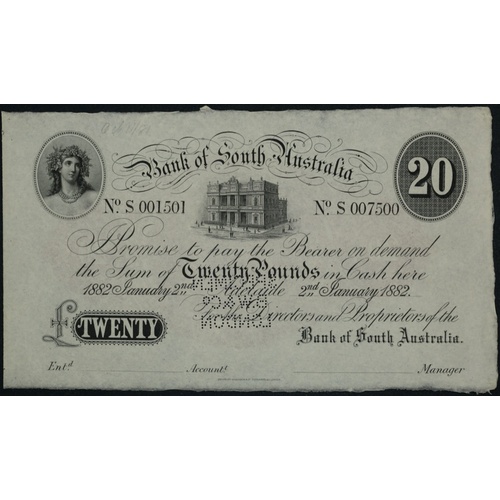 Bank of South Australia
20
Nº. S 001501 Nº. S 007500
Promise to pay the Bearer on demand
the Sum of Twenty Pounds in Cash here
1882 January 2nd Adelaide 2nd January 1882.
For the Directors and Proprietors of the
£ TWENTY
Bank of South Australia.
Entd. Accountt. Manager